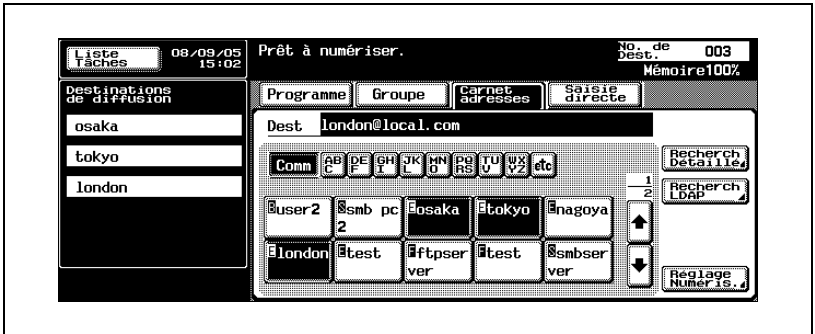 Liste
Tâches
08/09/05
15:02
Prêt à numériser.
No. de
Dest.
003
Mémoire100%
Destinations
de diffusion
osaka
tokyo
london
Programme
Groupe
Carnet
adresses
Saisie
directe
Dest london@local.com
Comm
AB
C
DE
F
GH
I
JK
L
MN
O
PQ
RS
TU
V
WX
YZ
etc
Recherch
Détaillé
1
2
Recherch
LDAP
user2
smb pc
2
osaka
tokyo
nagoya
london
test
ftpser
ver
test
smbser
ver
Réglage
Numéris.